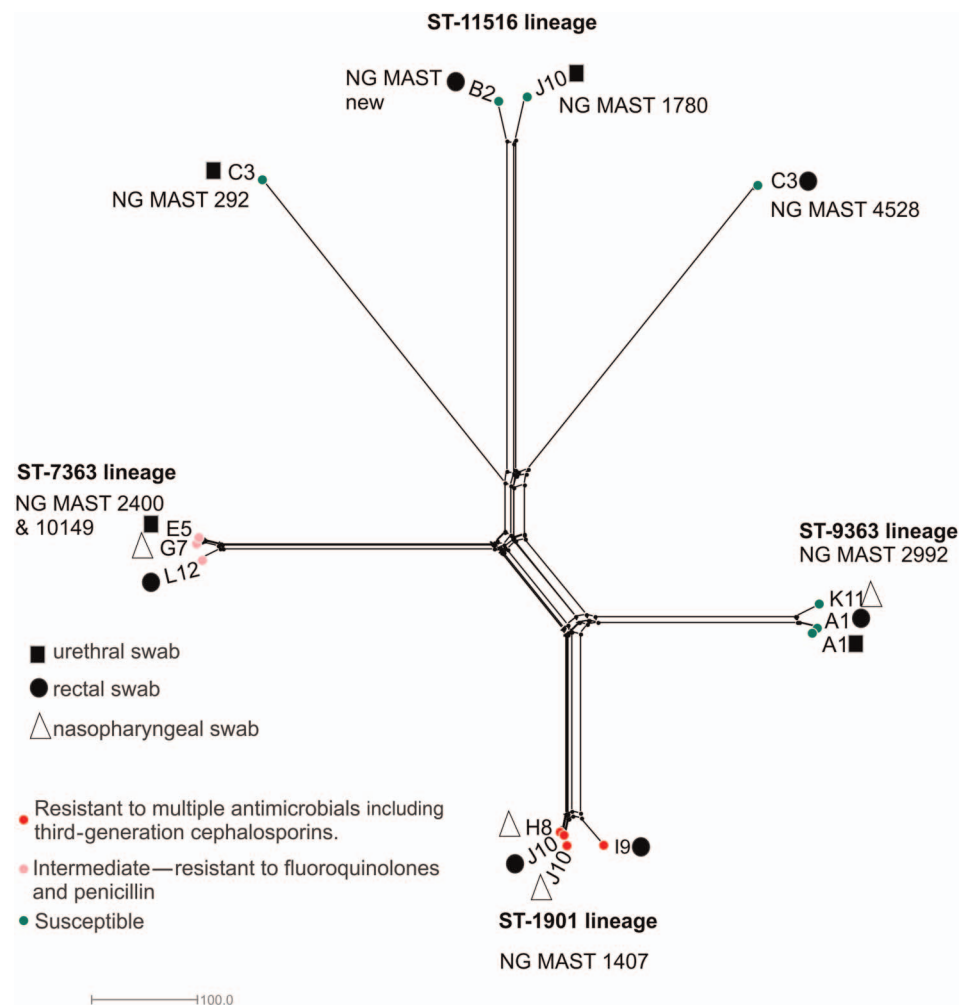 ST-11516 lineage
NG MAST
new
B2
J10
NG MAST 1780
C3
NG MAST 292
C3
NG MAST 4528
ST-7363 lineage
NG MAST 2400
& 10149
E5
G7
L12
ST-9363 lineage
NG MAST 2992
K11
A1
A1
urethral swab
rectal swab
nasopharyngeal swab
Resistant to multiple antimicrobials including
third-generation cephalosporins.
Intermediate—resistant to fluoroquinolones
and penicillin
Susceptible
H8
J10
J10
I9
ST-1901 lineage
NG MAST 1407
100.0